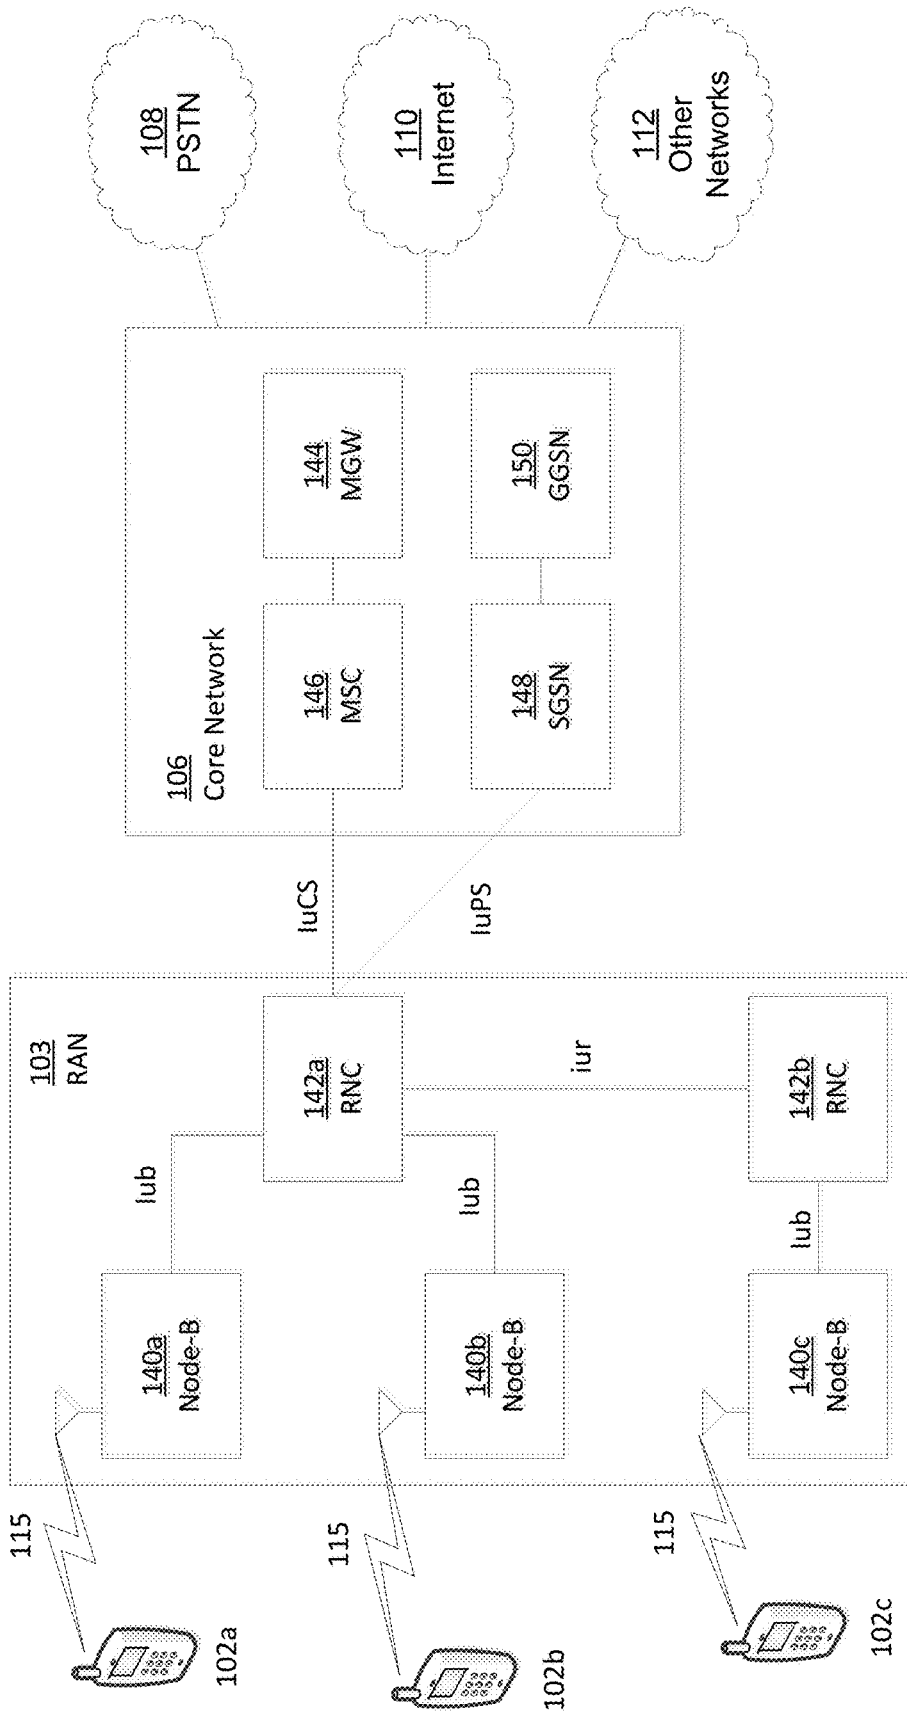 103
RAN
115
102a
140a
Node-B
Iub
115
102b
140b
Node-B
Iub
142a
RNC
iur
115
102c
140c
Node-B
Iub
142b
RNC
IuCS
IuPS
106
Core Network
146
MSC
144
MGW
148
SGSN
150
GGSN
108
PSTN
110
Internet
112
Other
Networks